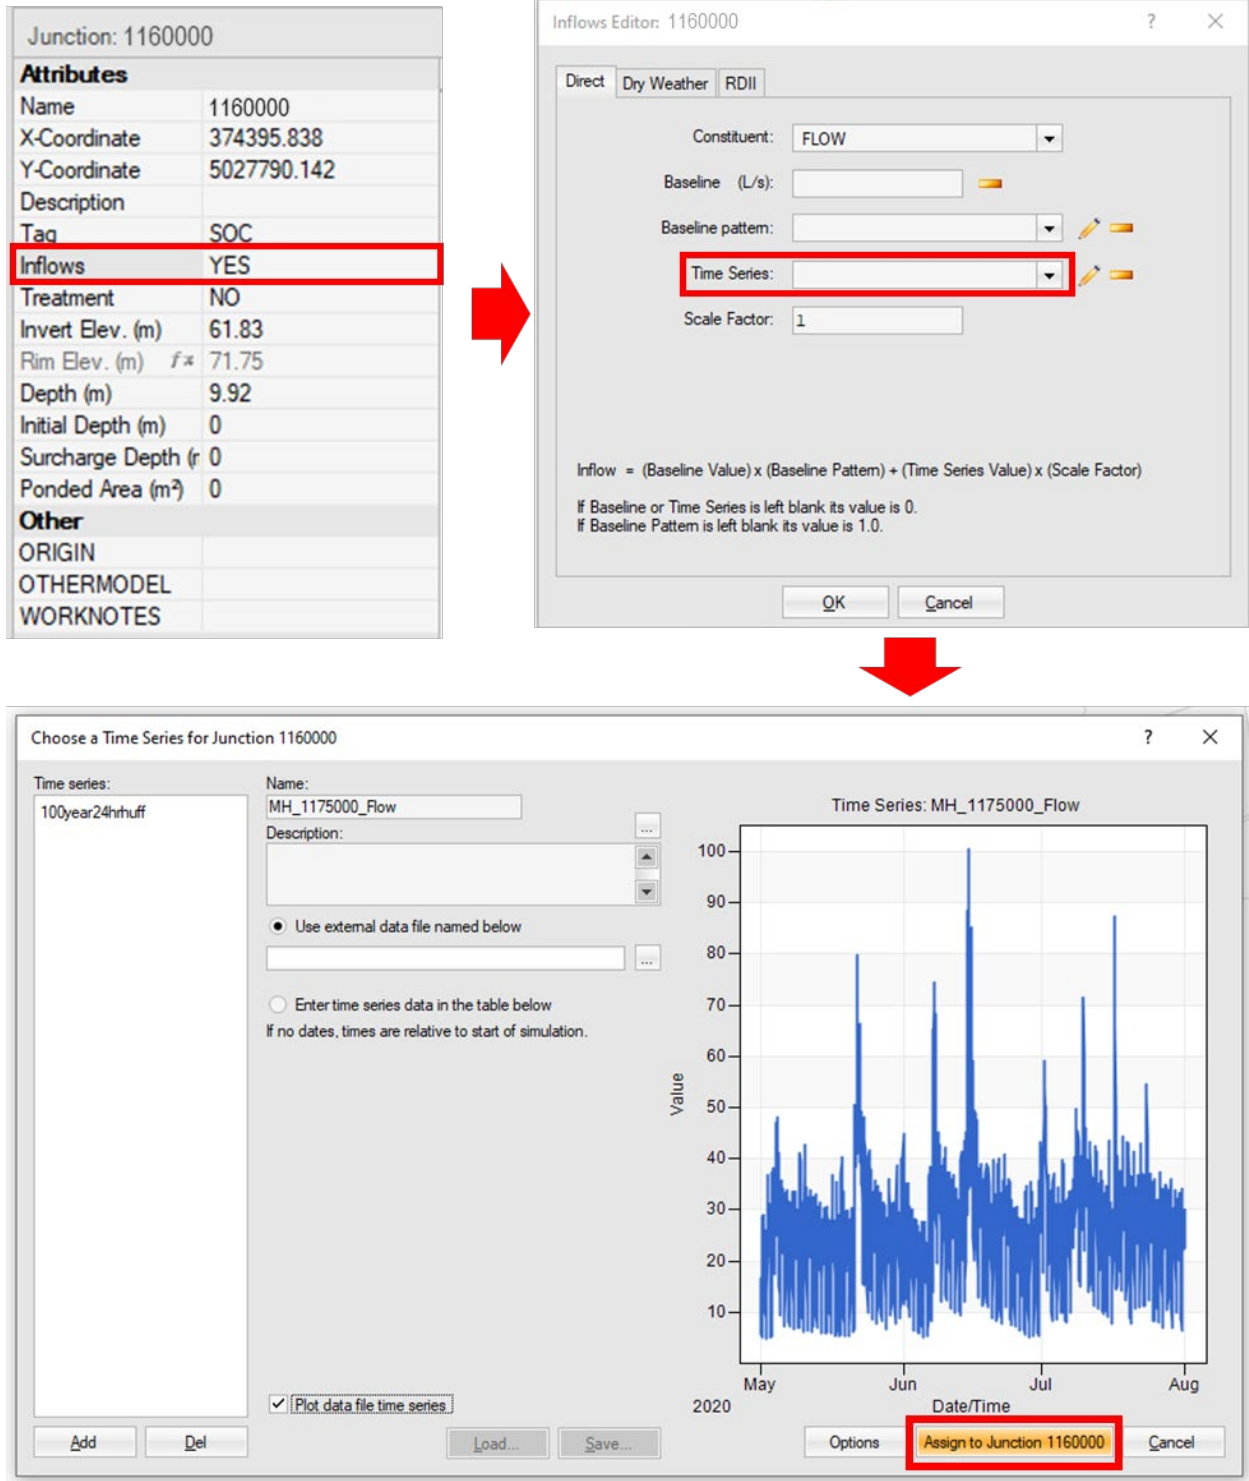 Junction: 1160000
Attributes
Name 1160000
X-Coordinate 374395.838
Y-Coordinate 5027790.142
Description
Tag SOC
Inflows YES
Treatment NO
Invert Elev. (m) 61.83
Rim Elev. (m) fx 71.75
Depth (m) 9.92
Initial Depth (m) 0
Surcharge Depth (r 0
Ponded Area (m²) 0
Other
ORIGIN
OTHERMODEL
WORKNOTES
Inflows Editor: 1160000
Direct Dry Weather RDII
Constituent: FLOW
Baseline (L/s):
Baseline pattern:
Time Series:
Scale Factor: 1
Inflow = (Baseline Value) x (Baseline Pattern) + (Time Series Value) x (Scale Factor)
If Baseline or Time Series is left blank its value is 0.
If Baseline Pattern is left blank its value is 1.0.
OK Cancel
Choose a Time Series for Junction 1160000
Time series:
100year24hrhuff
Name:
MH_1175000_Flow
Description:
...
Use external data file named below
...
Enter time series data in the table below
If no dates, times are relative to start of simulation.
Plot data file time series
Add Del Load... Save...
Time Series: MH_1175000_Flow
100
90
80
70
60
50
40
30
20
10
Value
May Jun Jul Aug
2020 Date/Time
Options Assign to Junction 1160000 Cancel